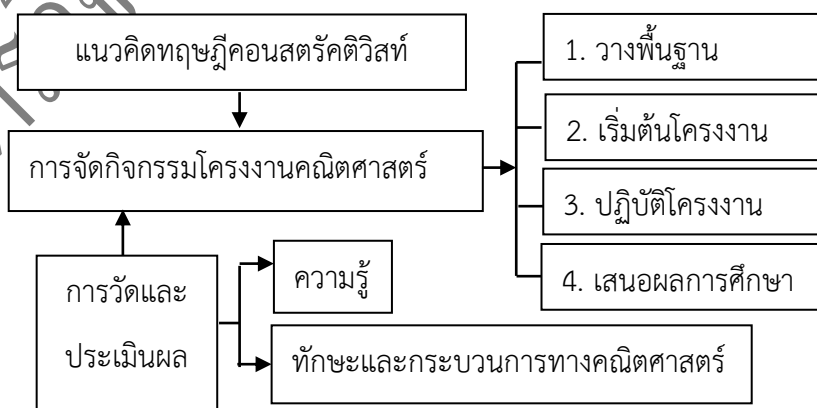 แนวคิดทฤษฎีคอนสตรัคติวิสท์
การจัดกิจกรรมโครงงานคณิตศาสตร์
1. วางพื้นฐาน
2. เริ่มต้นโครงงาน
3. ปฏิบัติโครงงาน
4. เสนอผลการศึกษา
การวัดและ
ประเมินผล
ความรู้
ทักษะและกระบวนการทางคณิตศาสตร์